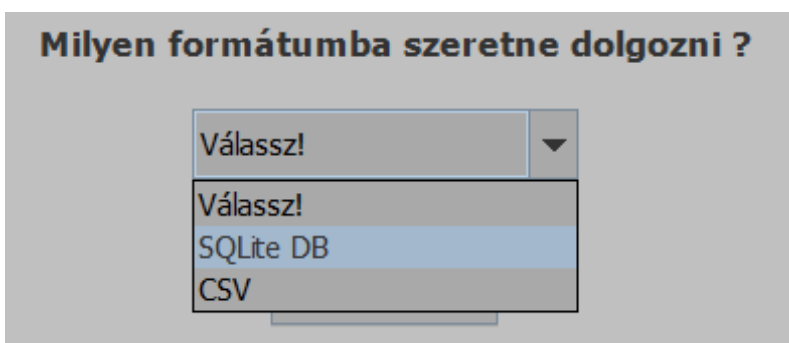 Milyen formátumba szeretne dolgozni ?
Válassz!
Válassz!
SQLite DB
CSV